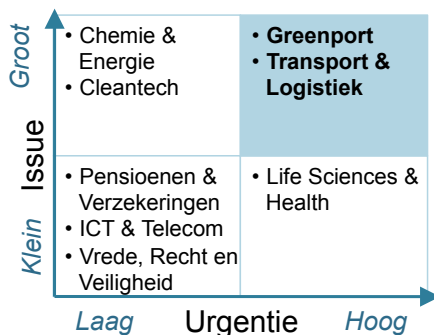 Groot
Issue
Klein
• Chemie &
Energie
• Cleantech
• Greenport
• Transport &
Logistiek
• Pensioenen &
Verzekeringen
• ICT & Telecom
• Vrede, Recht en
Veiligheid
• Life Sciences &
Health
Laag
Urgentie
Hoog